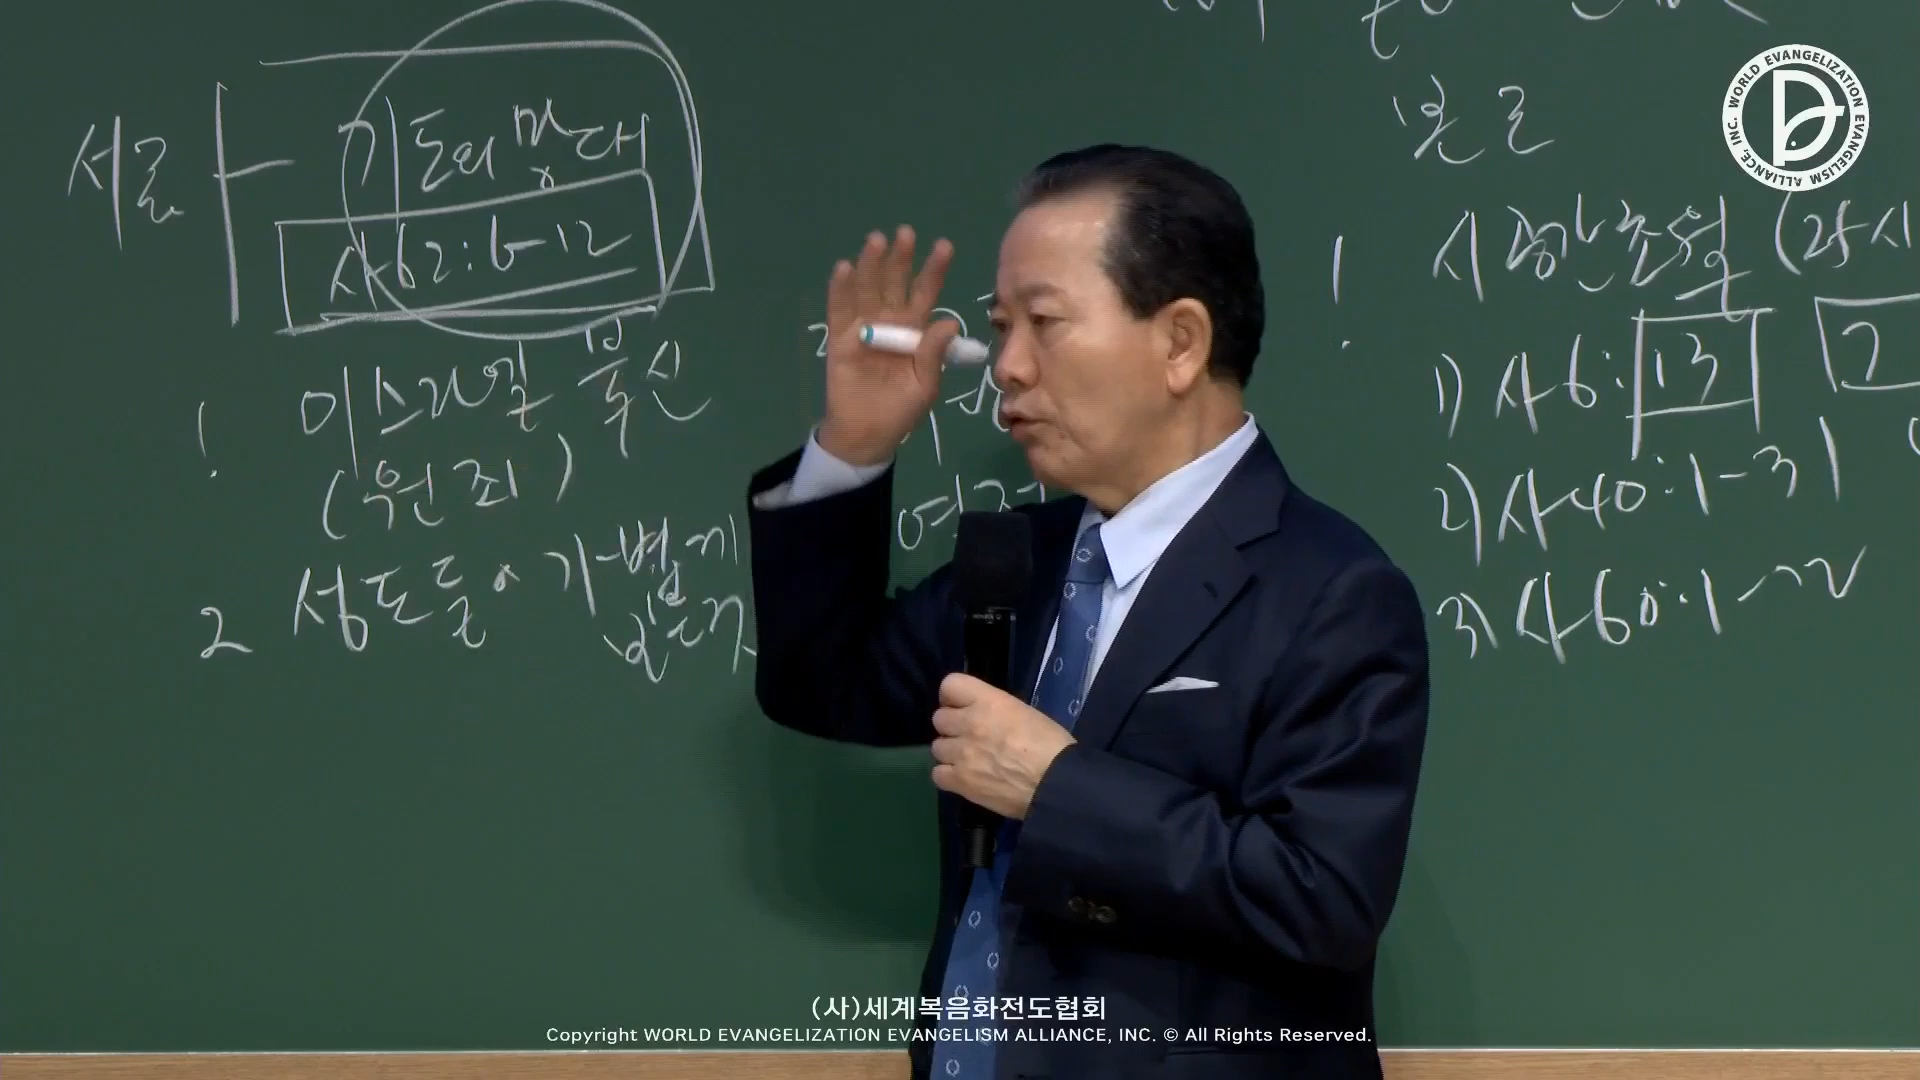 서론
기도의 망대
사62:6-12
1 이스라엘 불신
(원죄)
2 성도들이 가볍게
본론
1 시공간초월 (25시
1) 사6:13
2
2) 사40:1-31
3) 사60:1-22
WORLD EVANGELIZATION EVANGELISM ALLIANCE, INC.
(사)세계복음화전도협회
Copyright WORLD EVANGELIZATION EVANGELISM ALLIANCE, INC. © All Rights Reserved.